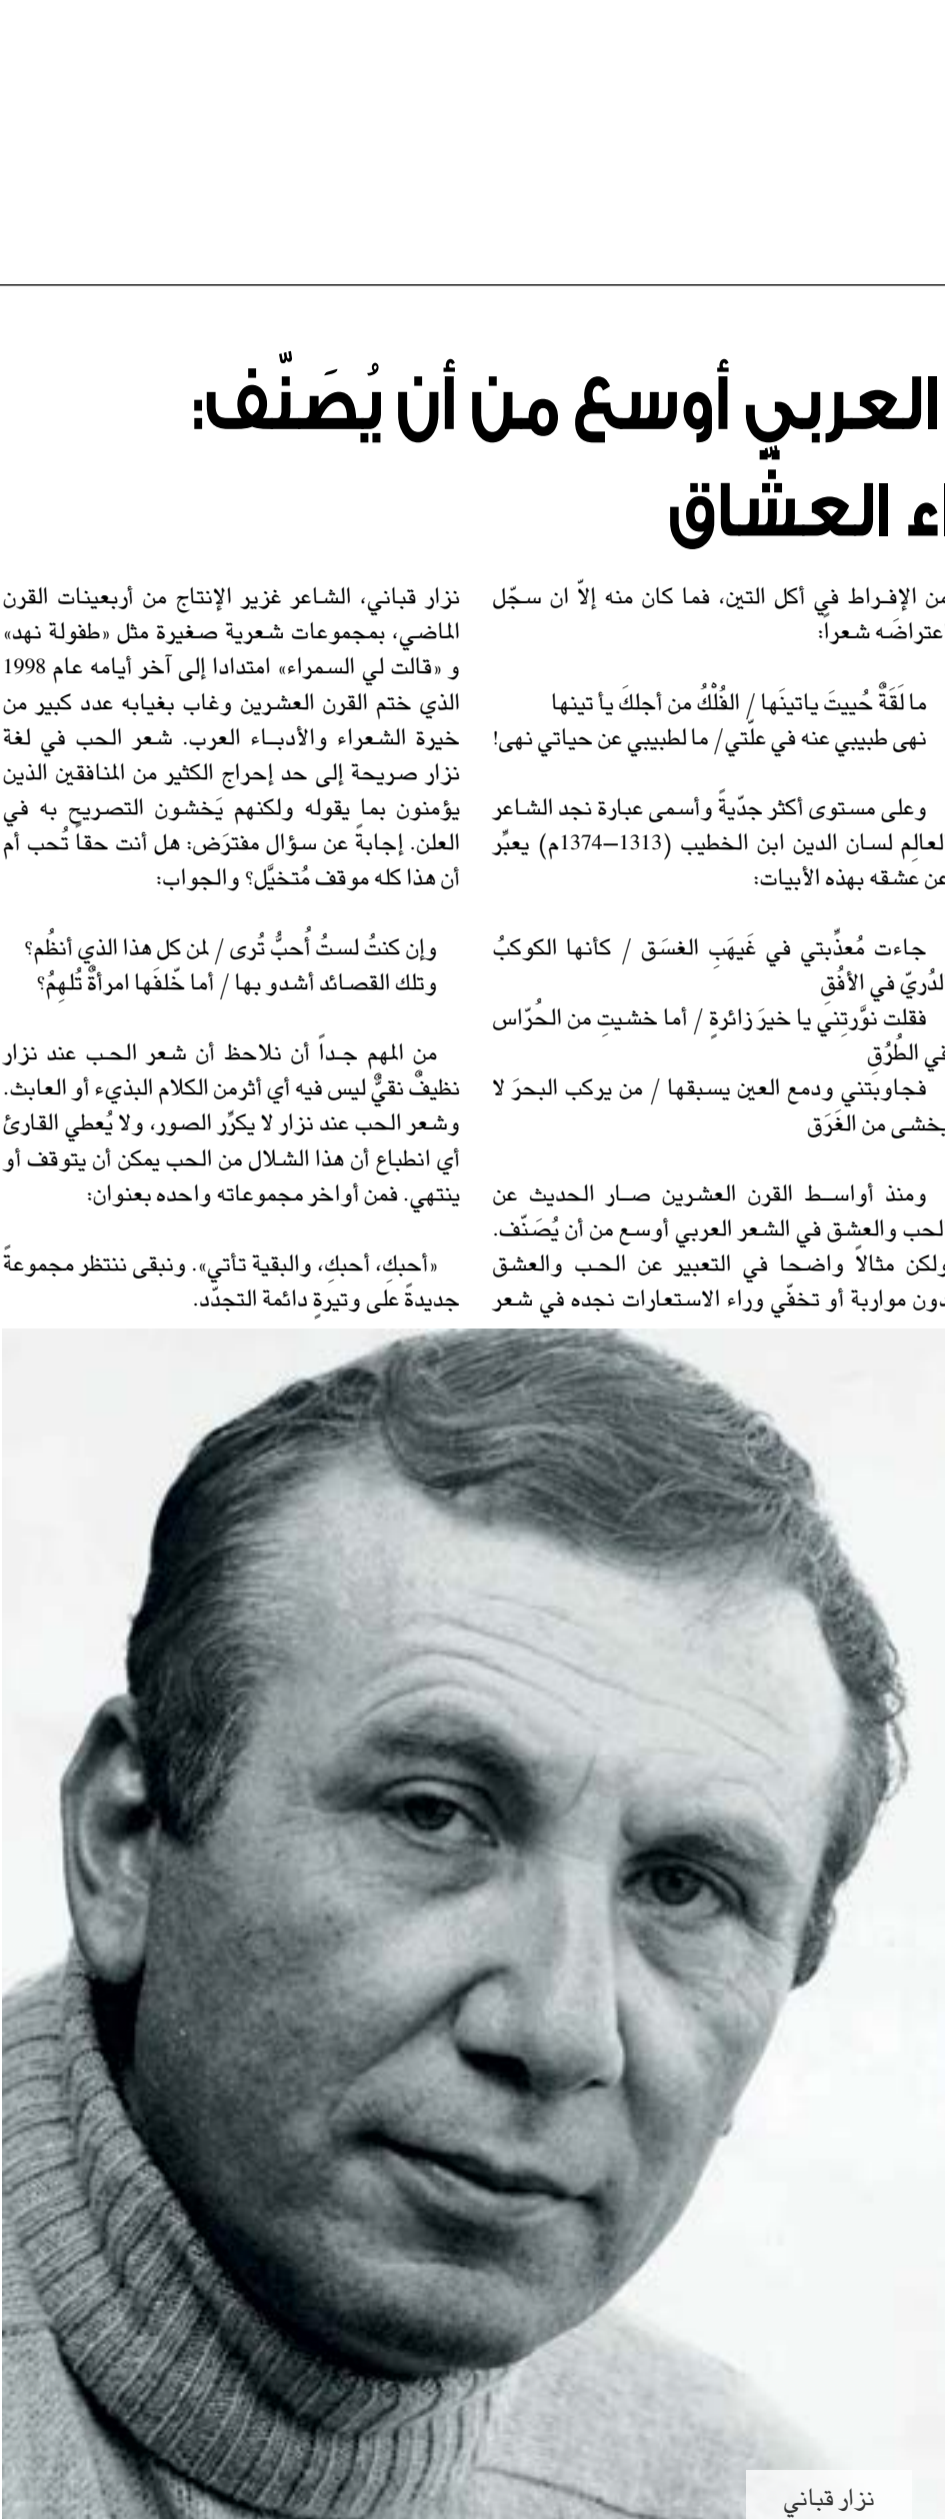 العربي أوسع من أن يُصَنّف:
اء العشّاق
من الإفراط في أكل التين، فما كان منه إلاّ ان سجّل
عتراضَه شعراً:
ما لَقَةٌ حُييتَ ياتينَها / الفُلْكُ من أجلكَ يأ تينها
نهى طبيبي عنه في علّتي/ ما لطبيبي عن حياتي نهى!
وعلى مستوى أكثر جدّيةً وأسمى عبارة نجد الشاعر
لعالِم لسان الدين ابن الخطيب (1313–1374م) يعبِّر
عن عشقه بهذه الأبيات:
جاءت مُعذِّبتي في غَيهَبِ الغسَق / كأنها الكوكبُ
لدُريّ في الأفُقِ
فقلت نوَّرتِني يا خيرَ زائرةٍ / أما خشيتِ من الحُرّاس
في الطُرُقِ
فجاوبتني ودمع العين يسبقها / من يركب البحرَ لا
يخشى من الغَرَق
ومنذ أواسط القرن العشرين صار الحديث عن
لحب والعشق في الشعر العربي أوسع من أن يُصَنّف.
ولكن مثالاً واضحا في التعبير عن الحب والعشق
دون مواربة أو تخفّي وراء الاستعارات نجده في شعر
نزار قباني، الشاعر غزير الإنتاج من أربعينات القرن
الماضي، بمجموعات شعرية صغيرة مثل «طفولة نهد»
و «قالت لي السمراء» امتدادا إلى آخر أيامه عام 1998
الذي ختم القرن العشرين وغاب بغيابه عدد كبير من
خيرة الشعراء والأدباء العرب. شعر الحب في لغة
نزار صريحة إلى حد إحراج الكثير من المنافقين الذين
يؤمنون بما يقوله ولكنهم يَخشون التصريح به في
العلن. إجابةً عن سؤال مفترَض: هل أنت حقاً تُحب أم
أن هذا كله موقف مُتخيَّل؟ والجواب:
وإن كنتُ لستُ أُحبُّ تُرى / لمن كل هذا الذي أنظُم؟
وتلك القصائد أشدو بها / أما خّلفَها امرأةٌ تُلهِمُ؟
من المهم جداً أن نلاحظ أن شعر الحب عند نزار
نظيفٌ نقيٌّ ليس فيه أي أثرمن الكلام البذيء أو العابث.
وشعر الحب عند نزار لا يكرِّر الصور، ولا يُعطي القارئ
أي انطباع أن هذا الشلال من الحب يمكن أن يتوقف أو
ينتهي. فمن أواخر مجموعاته واحده بعنوان:
«أحبكِ، أحبكِ، والبقية تأتي». ونبقى ننتظر مجموعةً
جديدةً على وتيرةٍ دائمة التجدّد.
نزار قباني